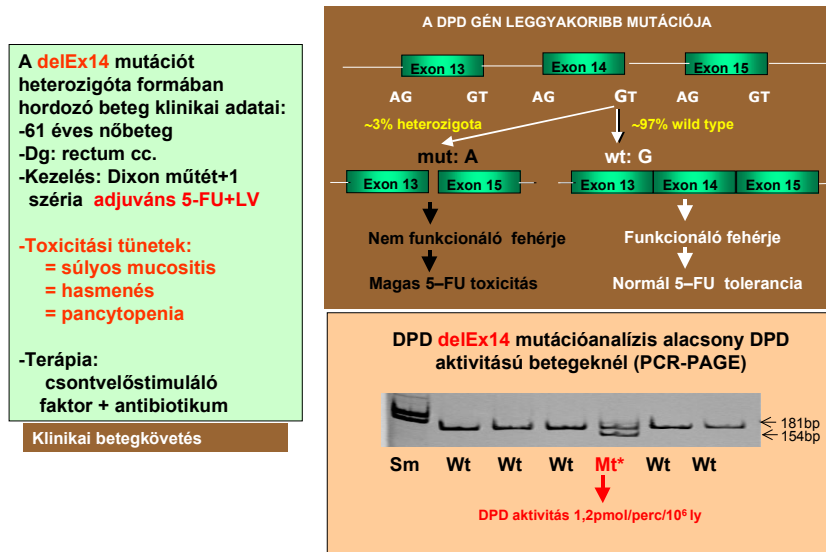 A delEx14 mutációt
heterozigóta formában
hordozó beteg klinikai adatai:
-61 éves nőbeteg
-Dg: rectum cc.
-Kezelés: Dixon műtét+1
széria adjuváns 5-FU+LV
-Toxicitási tünetek:
= súlyos mucositis
= hasmenés
= pancytopenia
-Terápia:
csontvelőstimuláló
faktor + antibiotikum
Klinikai betegkövetés
A DPD GÉN LEGGYAKORIBB MUTÁCIÓJA
Exon 13 Exon 14 Exon 15
AG GT AG GT AG GT
~3% heterozigota ~97% wild type
mut: A wt: G
Exon 13 Exon 15 Exon 13 Exon 14 Exon 15
Nem funkcionáló fehérje Funkcionáló fehérje
Magas 5–FU toxicitás Normál 5–FU tolerancia
DPD delEx14 mutációanalízis alacsony DPD
aktivitású betegeknél (PCR-PAGE)
181bp
154bp
Sm Wt Wt Wt Mt* Wt Wt
DPD aktivitás 1,2pmol/perc/10⁶ ly